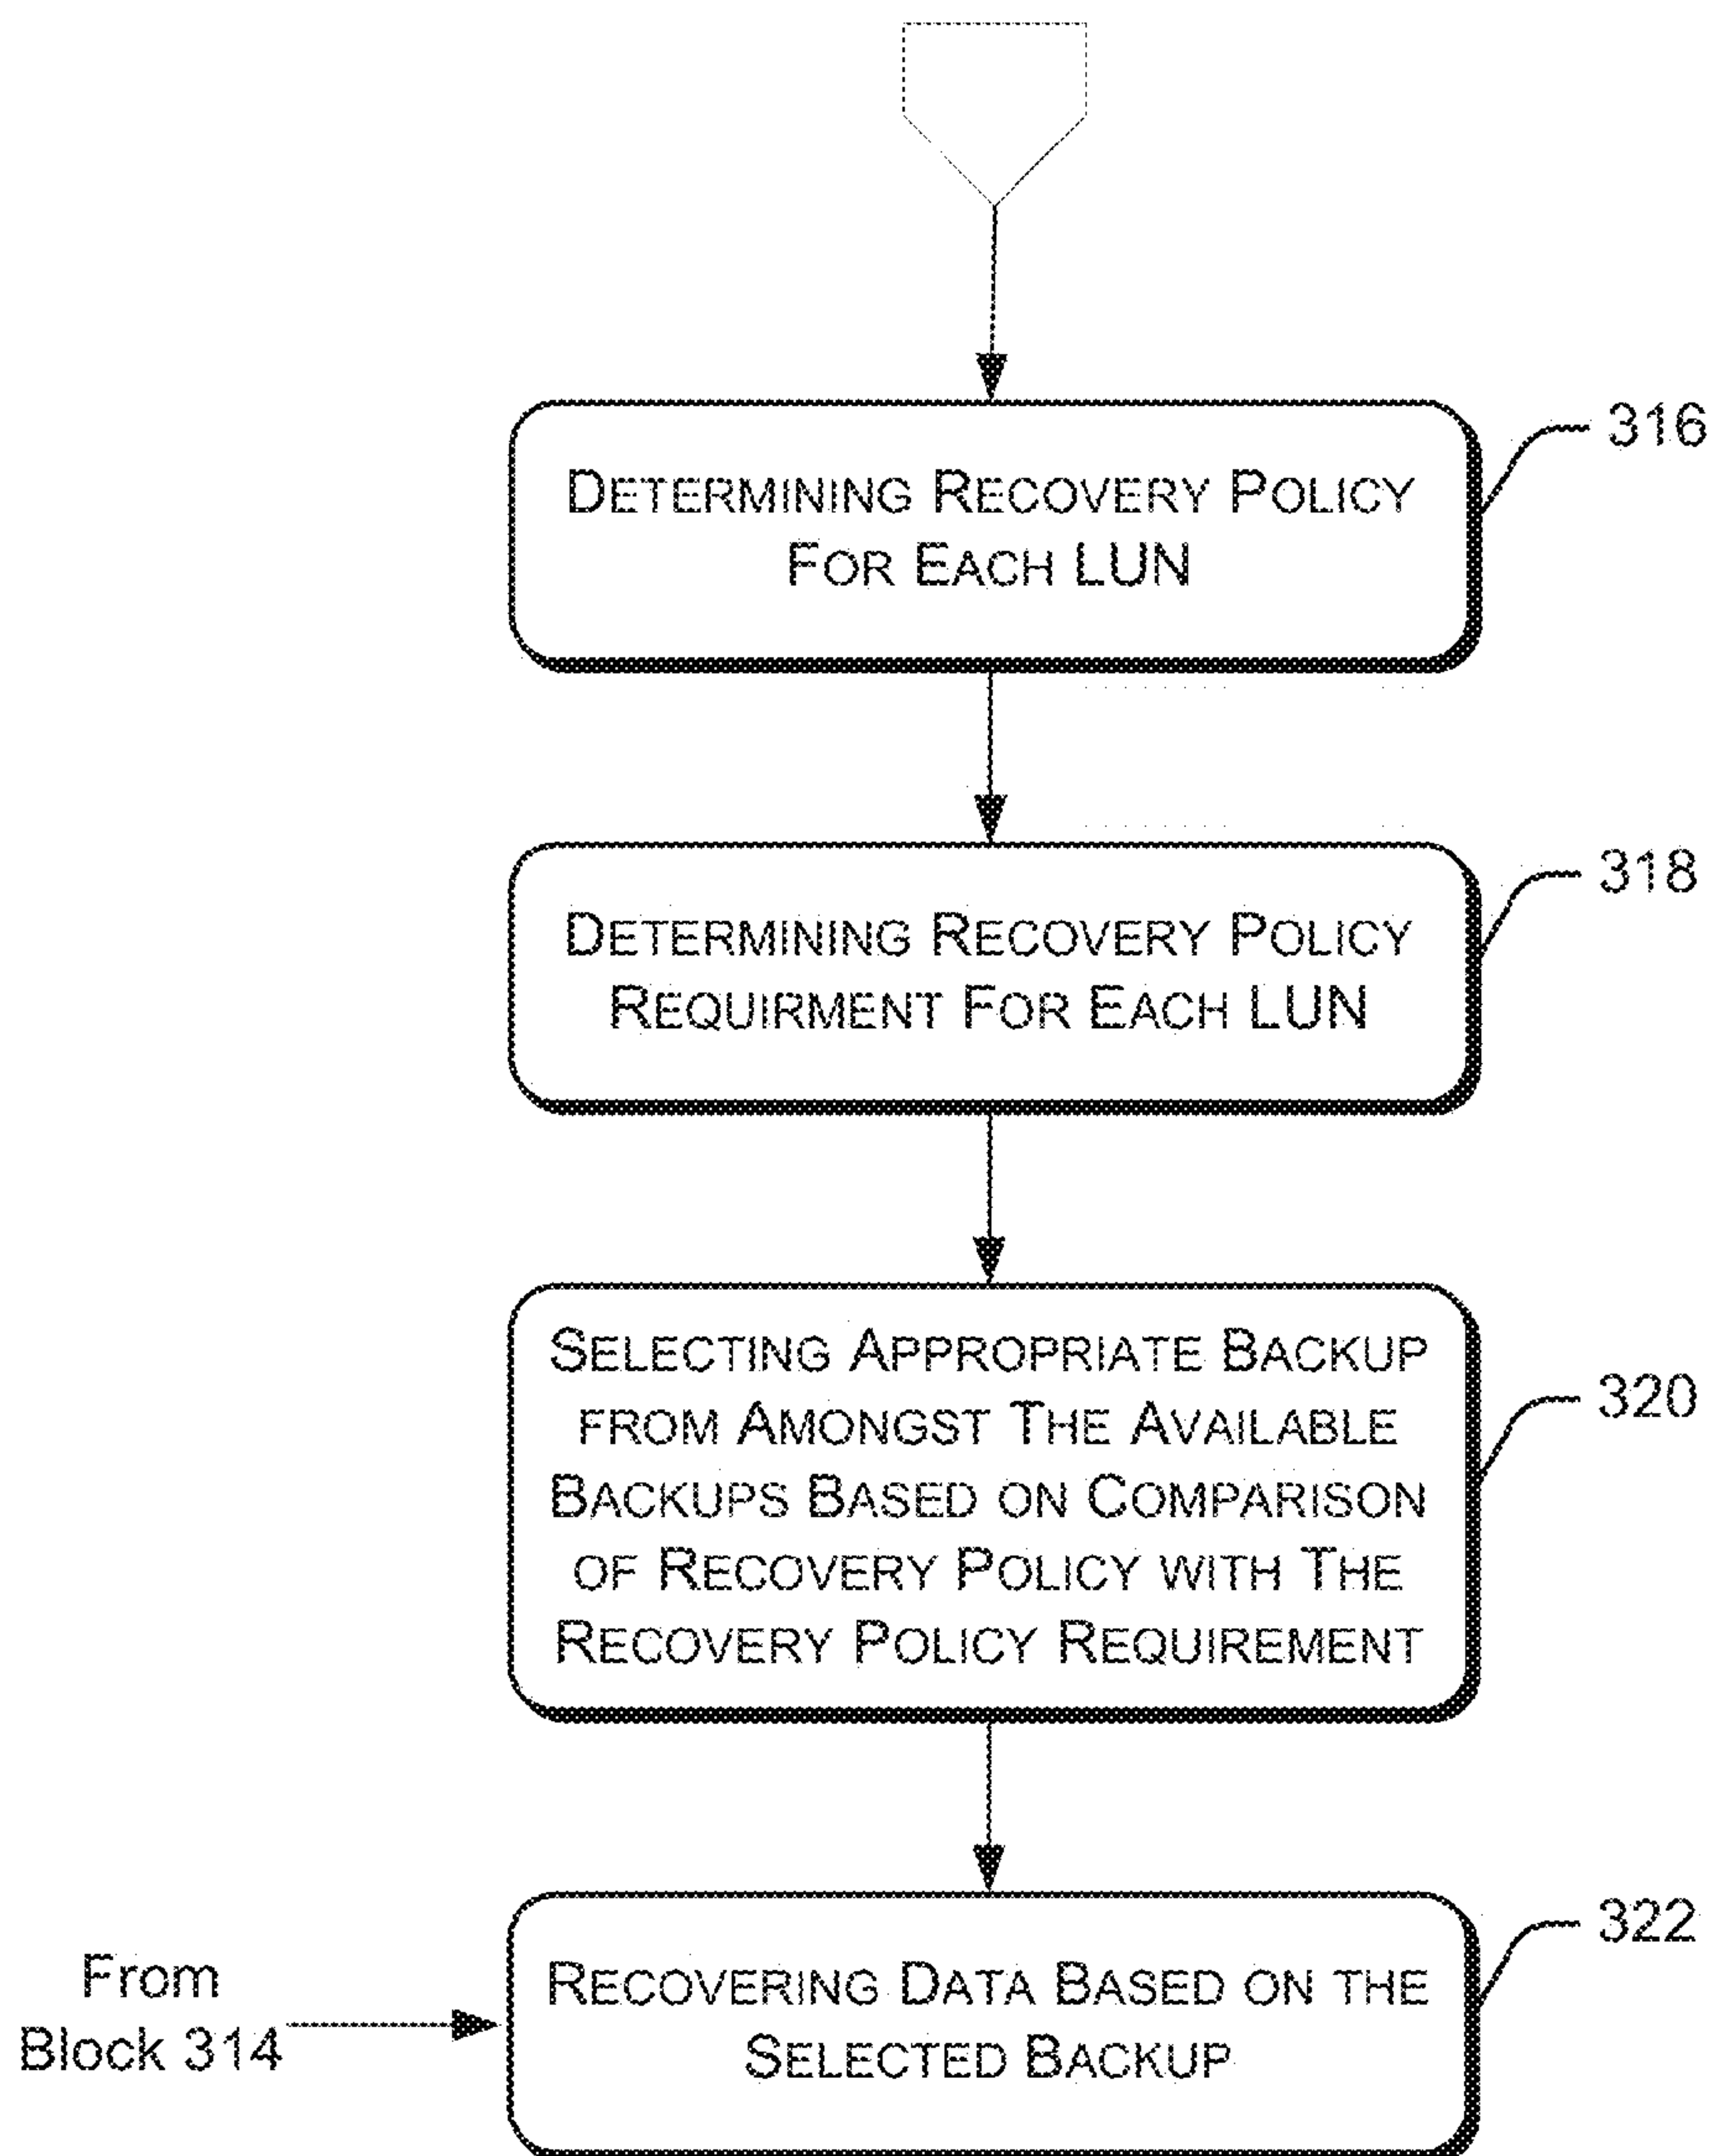 DETERMINING RECOVERY POLICY
FOR EACH LUN
316
DETERMINING RECOVERY POLICY
REQUIRMENT FOR EACH LUN
318
SELECTING APPROPRIATE BACKUP
FROM AMONGST THE AVAILABLE
BACKUPS BASED ON COMPARISON
OF RECOVERY POLICY WITH THE
RECOVERY POLICY REQUIREMENT
320
From
Block 314
RECOVERING DATA BASED ON THE
SELECTED BACKUP
322